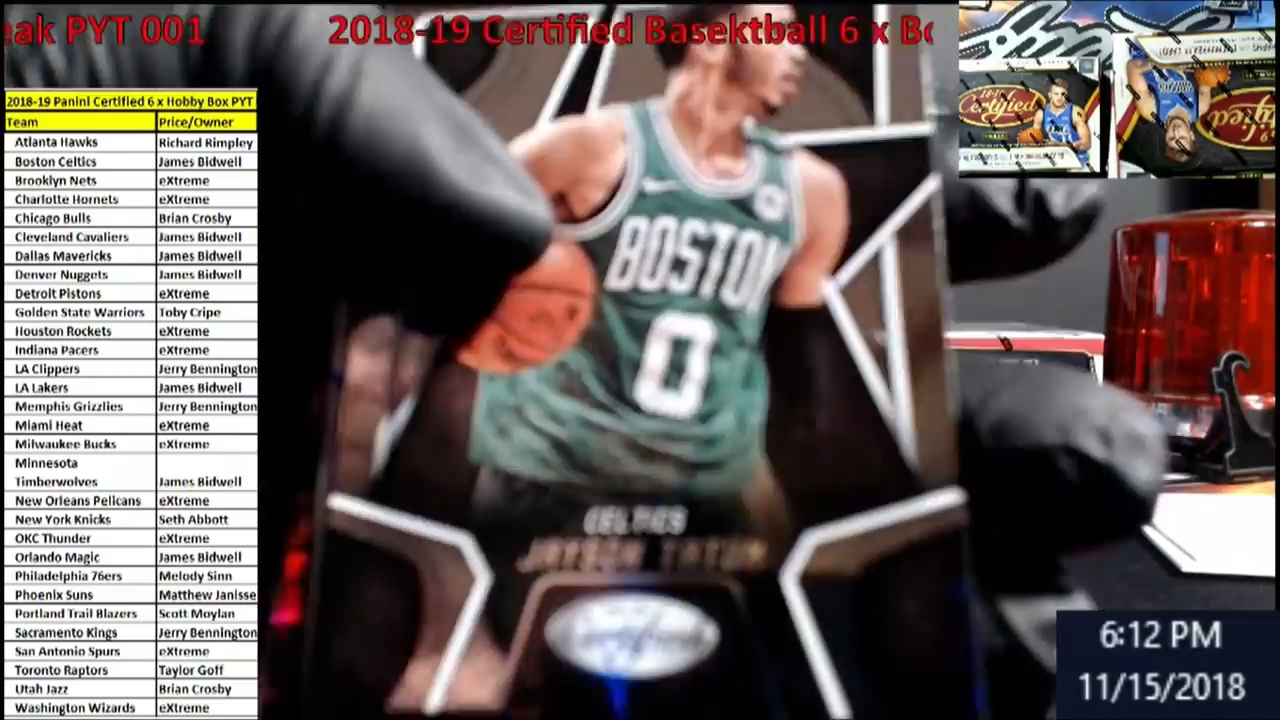 eak PYT 001 2018-19 Certified Basektball 6 x Bo
2018-19 Panini Certified 6 x Hobby Box PYT
Team Price/Owner
Atlanta Hawks Richard Rimpley
Boston Celtics James Bidwell
Brooklyn Nets eXtreme
Charlotte Hornets eXtreme
Chicago Bulls Brian Crosby
Cleveland Cavaliers James Bidwell
Dallas Mavericks James Bidwell
Denver Nuggets James Bidwell
Detroit Pistons eXtreme
Golden State Warriors Toby Cripe
Houston Rockets eXtreme
Indiana Pacers eXtreme
LA Clippers Jerry Bennington
LA Lakers James Bidwell
Memphis Grizzlies Jerry Bennington
Miami Heat eXtreme
Milwaukee Bucks eXtreme
Minnesota
Timberwolves James Bidwell
New Orleans Pelicans eXtreme
New York Knicks Seth Abbott
OKC Thunder eXtreme
Orlando Magic James Bidwell
Philadelphia 76ers Melody Sinn
Phoenix Suns Matthew Janisse
Portland Trail Blazers Scott Moylan
Sacramento Kings Jerry Bennington
San Antonio Spurs eXtreme
Toronto Raptors Taylor Goff
Utah Jazz Brian Crosby
Washington Wizards eXtreme
BOSTON
0
CELTICS
JAYSON TATUM
Certified
6:12 PM
11/15/2018